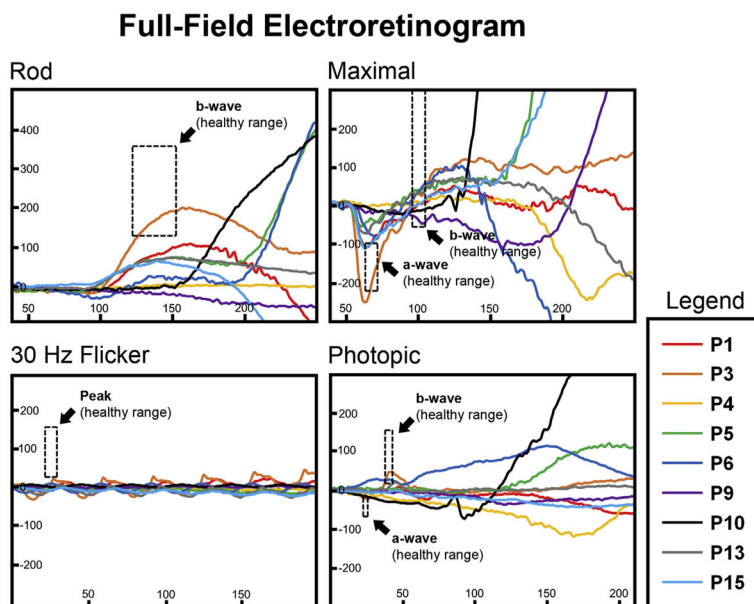 Full-Field Electroretinogram
Rod
Maximal
b-wave
(healthy range)
400
300
200
100
00
50
100
150
200
200
100
0
-100
-200
b-wave
(healthy range)
a-wave
(healthy range)
50
100
150
200
30 Hz Flicker
Photopic
Peak
(healthy range)
200
100
0
-100
-200
50
100
150
b-wave
(healthy range)
200
100
0
-100
-200
a-wave
(healthy range)
50
100
150
200
Legend
P1
P3
P4
P5
P6
P9
P10
P13
P15